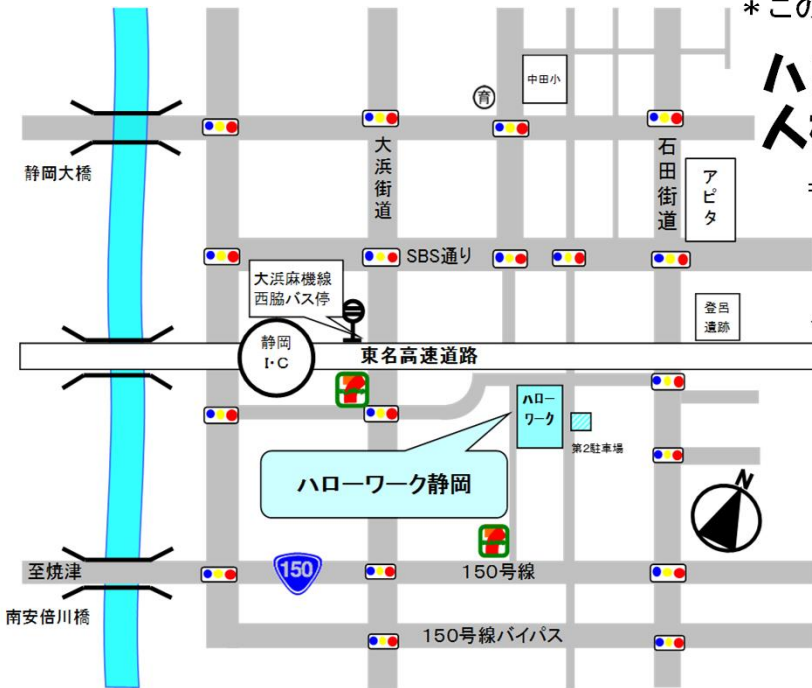 *この
ハ
中田小
育
静岡大橋
大浜街道
石田街道
アピタ
SBS通り
大浜麻機線
西脇バス停
登呂
遺跡
静岡
I・C
東名高速道路
ハロー
ワーク
第2駐車場
ハローワーク静岡
N
至焼津
150
150号線
南安倍川橋
150号線バイパス